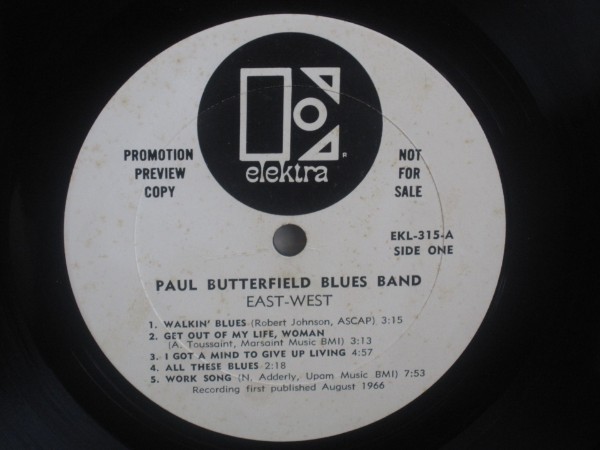 elektra
PROMOTION
PREVIEW
COPY
NOT
FOR
SALE
EKL-315-A
SIDE ONE
PAUL BUTTERFIELD BLUES BAND
EAST-WEST
1. WALKIN' BLUES (Robert Johnson, ASCAP) 3:15
2. GET OUT OF MY LIFE, WOMAN
(A. Toussaint, Marsaint Music BMI) 3:13
3. I GOT A MIND TO GIVE UP LIVING 4:57
4. ALL THESE BLUES 2:18
5. WORK SONG (N. Adderly, Upam Music BMI) 7:53
Recording first published August 1966